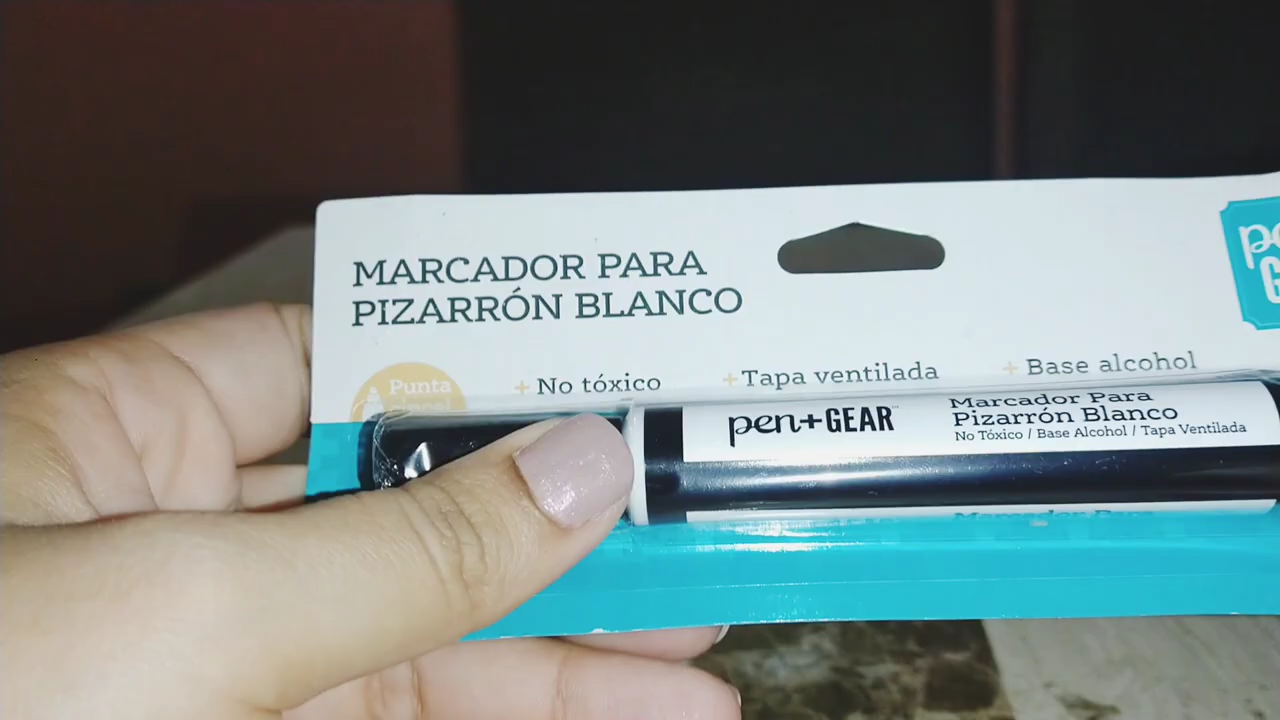 MARCADOR PARA
PIZARRÓN BLANCO
Punta
+ No tóxico
+ Tapa ventilada
+ Base alcohol
pen+GEAR
Marcador Para
Pizarrón Blanco
No Tóxico / Base Alcohol / Tapa Ventilada